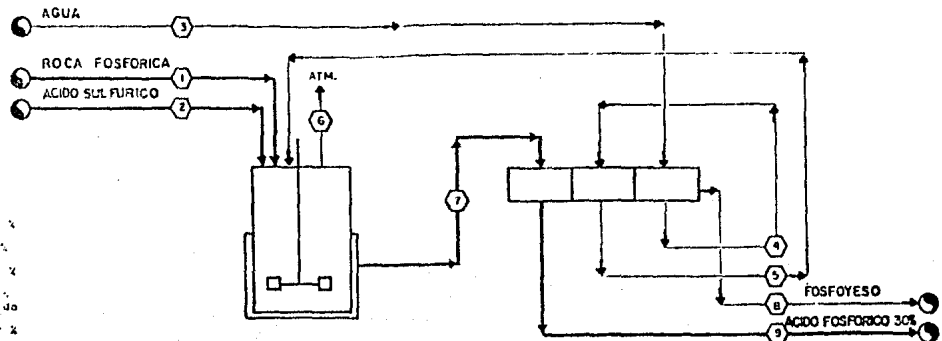 AGUA
3
ROCA FOSFORICA
1
ATM.
ACIDO SULFURICO
2
6
7
4
5
8
FOSFOYESO
9
ACIDO FOSFORICO 30%
%
%
%
%